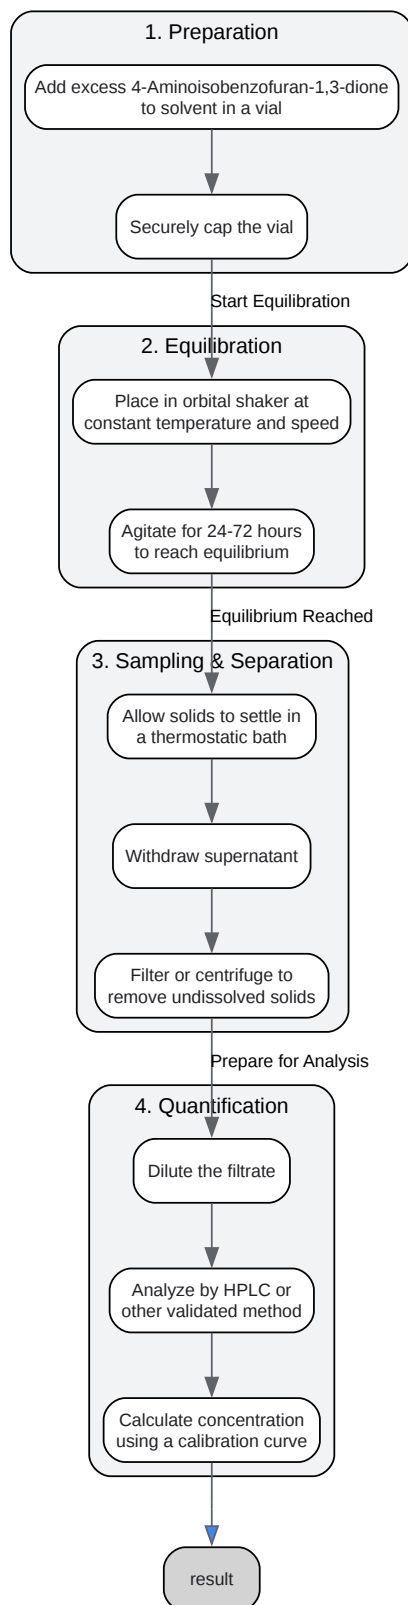 1. Preparation
Add excess 4-Aminoisobenzofuran-1,3-dione
to solvent in a vial
Securely cap the vial
Start Equilibration
2. Equilibration
Place in orbital shaker at
constant temperature and speed
Agitate for 24-72 hours
to reach equilibrium
Equilibrium Reached
3. Sampling & Separation
Allow solids to settle in
a thermostatic bath
Withdraw supernatant
Filter or centrifuge to
remove undissolved solids
Prepare for Analysis
4. Quantification
Dilute the filtrate
Analyze by HPLC or
other validated method
Calculate concentration
using a calibration curve
result